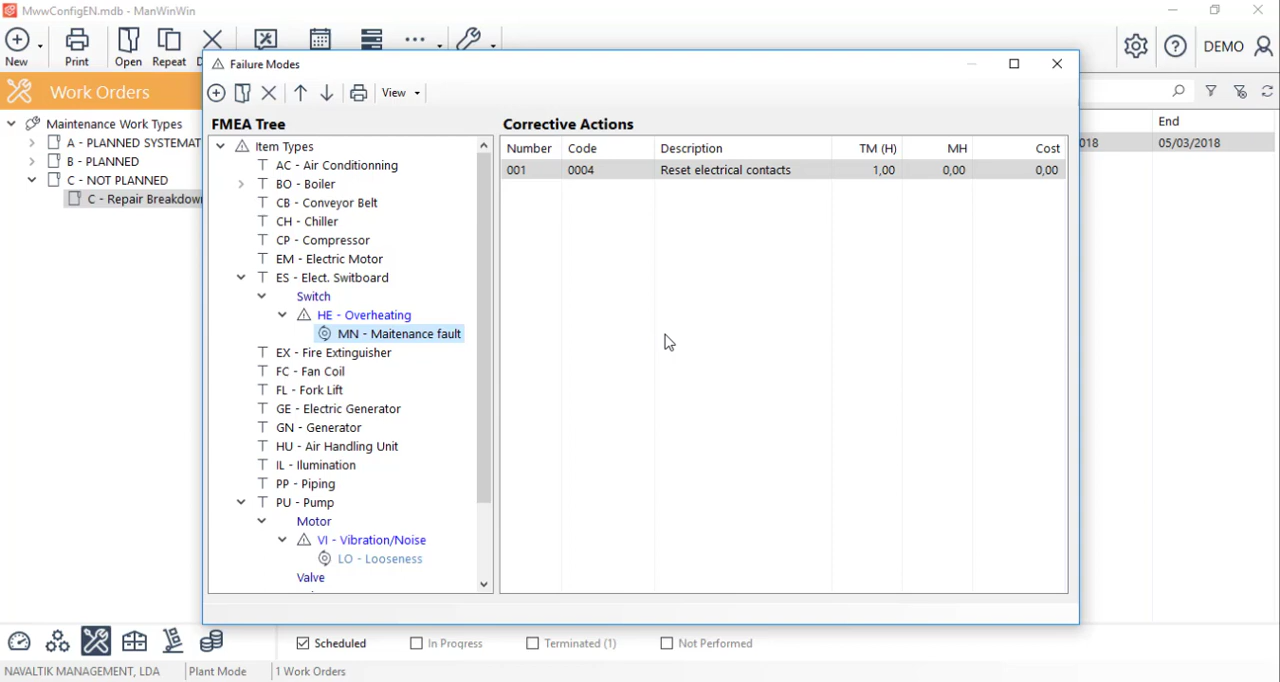 MwwConfigEN.mdb - ManWinWin
New
Print
Open
Repeat
DEMO
Work Orders
Maintenance Work Types
A - PLANNED SYSTEMAT
B - PLANNED
C - NOT PLANNED
C - Repair Breakdow
Failure Modes
View
FMEA Tree
Item Types
AC - Air Conditionning
BO - Boiler
CB - Conveyor Belt
CH - Chiller
CP - Compressor
EM - Electric Motor
ES - Elect. Switboard
Switch
HE - Overheating
MN - Maitenance fault
EX - Fire Extinguisher
FC - Fan Coil
FL - Fork Lift
GE - Electric Generator
GN - Generator
HU - Air Handling Unit
IL - Ilumination
PP - Piping
PU - Pump
Motor
VI - Vibration/Noise
LO - Looseness
Valve
Corrective Actions
Number Code Description TM (H) MH Cost
001 0004 Reset electrical contacts 1,00 0,00 0,00
End
018 05/03/2018
Scheduled In Progress Terminated (1) Not Performed
NAVALTIK MANAGEMENT, LDA Plant Mode 1 Work Orders